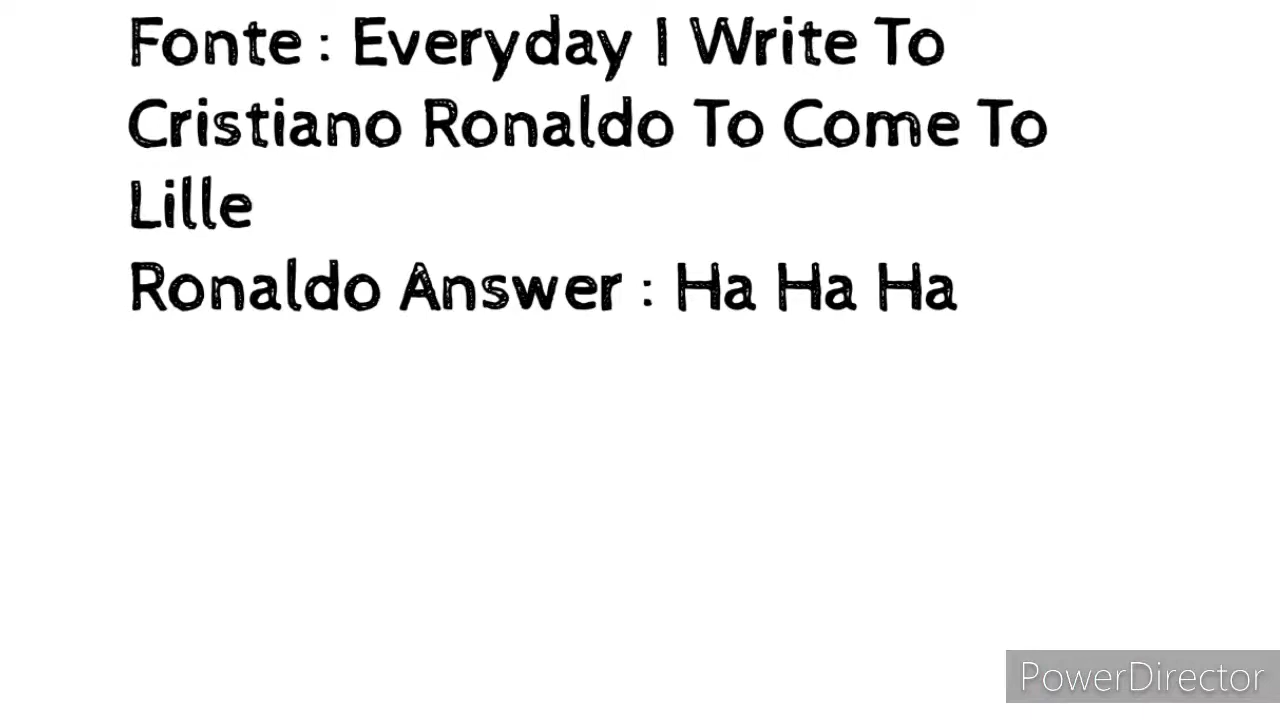 Fonte : Everyday I Write To
Cristiano Ronaldo To Come To
Lille
Ronaldo Answer : Ha Ha Ha
PowerDirector